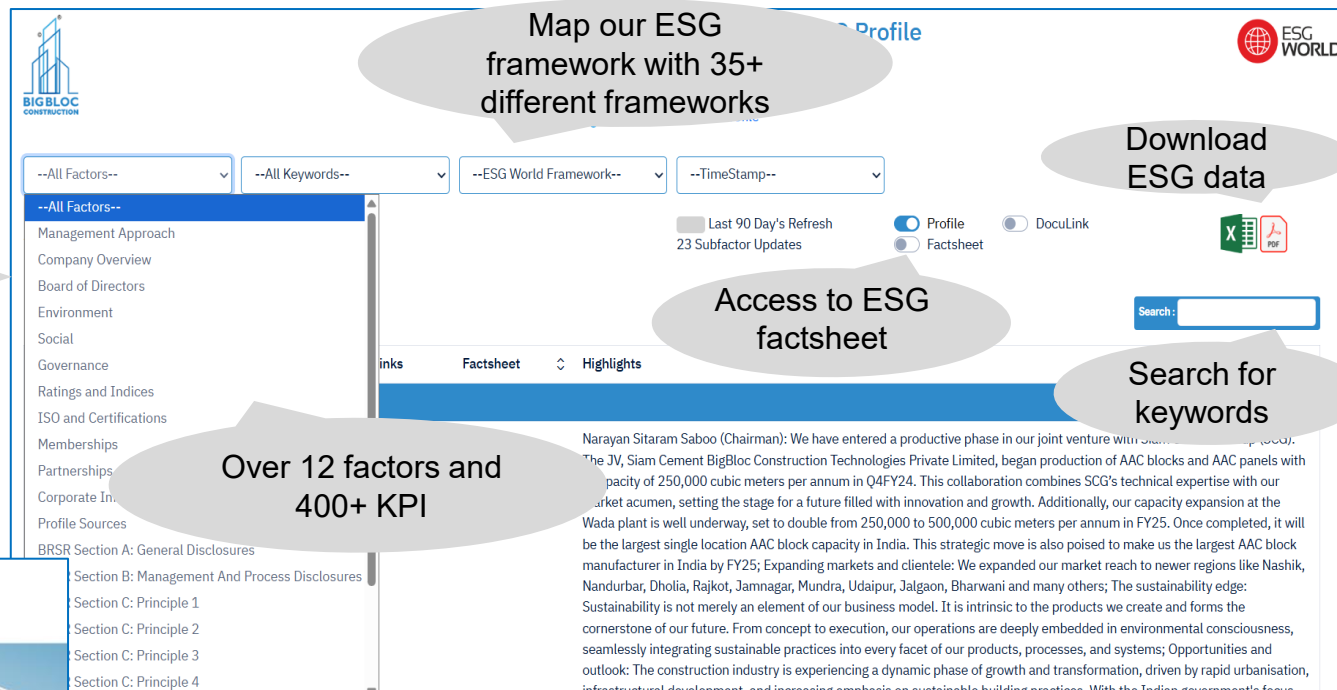 Map our ESG
framework with 35+
different frameworks
Profile
ESG
WORLD
BIGBLOC
CONSTRUCTION
Download
ESG data
--All Factors--
--All Keywords--
--ESG World Framework--
--TimeStamp--
--All Factors--
Management Approach
Company Overview
Board of Directors
Environment
Social
Governance
Ratings and Indices
ISO and Certifications
Memberships
Partnerships
Corporate
Profile Sources
BRSR Section A: General Disclosures
Section B: Management And Process Disclosures
Section C: Principle 1
Section C: Principle 2
Section C: Principle 3
Section C: Principle 4
Last 90 Day's Refresh
23 Subfactor Updates
Profile
DocuLink
Factsheet
X
PDF
Access to ESG
factsheet
Search :
Search for
keywords
Factsheet
Highlights
Over 12 factors and
400+ KPI
Narayan Sitaram Saboo (Chairman): We have entered a productive phase in our joint venture with
The JV, Siam Cement BigBloc Construction Technologies Private Limited, began production of AAC blocks and AAC panels with
of 250,000 cubic meters per annum in Q4FY24. This collaboration combines SCG's technical expertise with our
market acumen, setting the stage for a future filled with innovation and growth. Additionally, our capacity expansion at the
Wada plant is well underway, set to double from 250,000 to 500,000 cubic meters per annum in FY25. Once completed, it will
be the largest single location AAC block capacity in India. This strategic move is also poised to make us the largest AAC block
manufacturer in India by FY25; Expanding markets and clientele: We expanded our market reach to newer regions like Nashik,
Nandurbar, Dholia, Rajkot, Jamnagar, Mundra, Udaipur, Jalgaon, Bharwani and many others; The sustainability edge:
Sustainability is not merely an element of our business model. It is intrinsic to the products we create and forms the
cornerstone of our future. From concept to execution, our operations are deeply embedded in environmental consciousness,
seamlessly integrating sustainable practices into every facet of our products, processes, and systems; Opportunities and
outlook: The construction industry is experiencing a dynamic phase of growth and transformation, driven by rapid urbanisation,
infrastructural development, and increasing emphasis on sustainable building practices. With the Indian government's focus